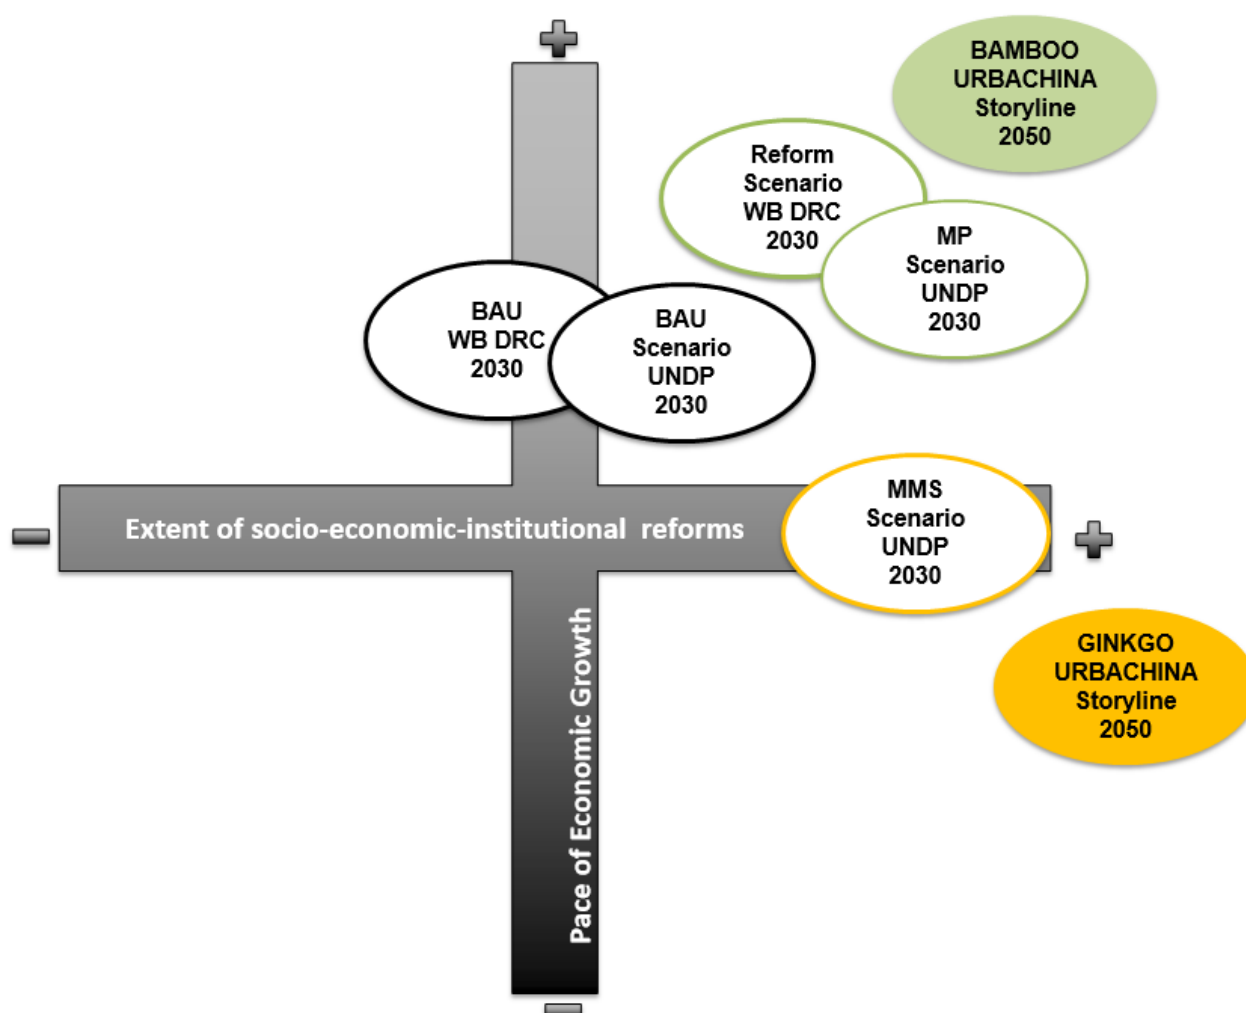 BAMBOO
URBACHINA
Storyline
2050
Reform
Scenario
WB DRC
2030
MP
Scenario
UNDP
2030
BAU
WB DRC
2030
BAU
Scenario
UNDP
2030
MMS
Scenario
UNDP
2030
Extent of socio-economic-institutional reforms
GINKGO
URBACHINA
Storyline
2050
Pace of Economic Growth